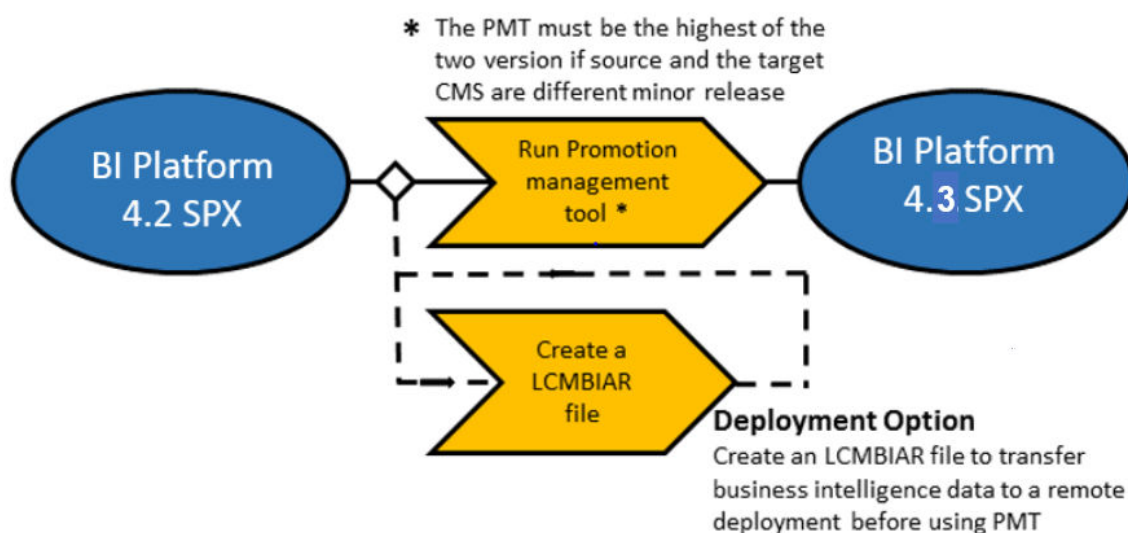 * The PMT must be the highest of the
two version if source and the target
CMS are different minor release
BI Platform
4.2 SPX
Run Promotion
management
tool *
BI Platform
4.3 SPX
Create a
LCMBIAR
file
Deployment Option
Create an LCMBIAR file to transfer
business intelligence data to a remote
deployment before using PMT